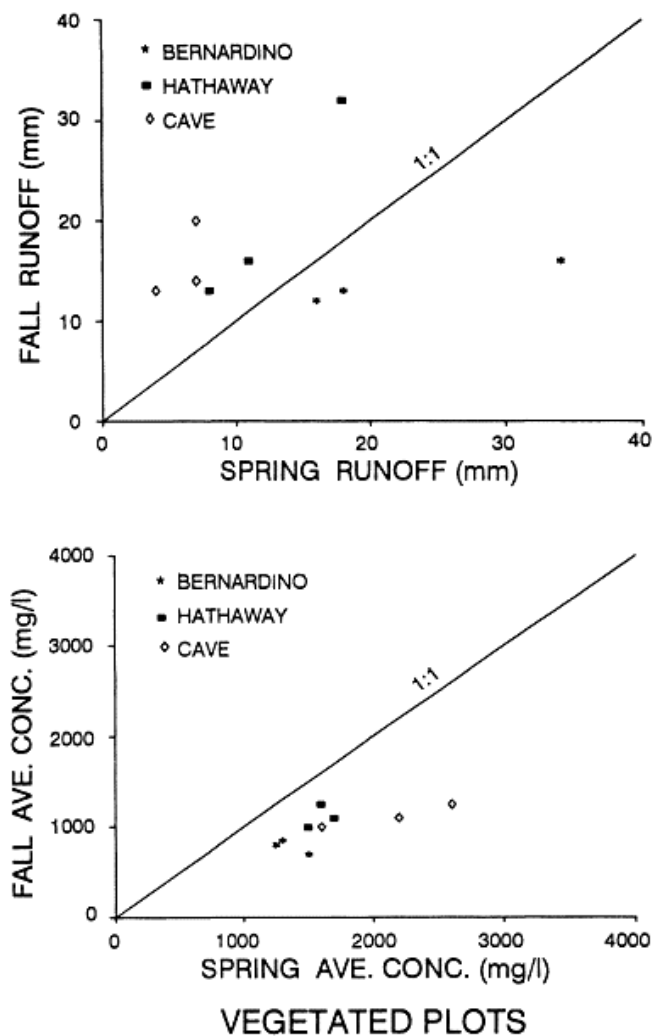 40
★ BERNARDINO
■ HATHAWAY
◇ CAVE
30
20
10
0
FALL RUNOFF (mm)
1:1
0 10 20 30 40
SPRING RUNOFF (mm)
4000
★ BERNARDINO
■ HATHAWAY
◇ CAVE
3000
2000
1000
0
FALL AVE. CONC. (mg/l)
1:1
0 1000 2000 3000 4000
SPRING AVE. CONC. (mg/l)
VEGETATED PLOTS